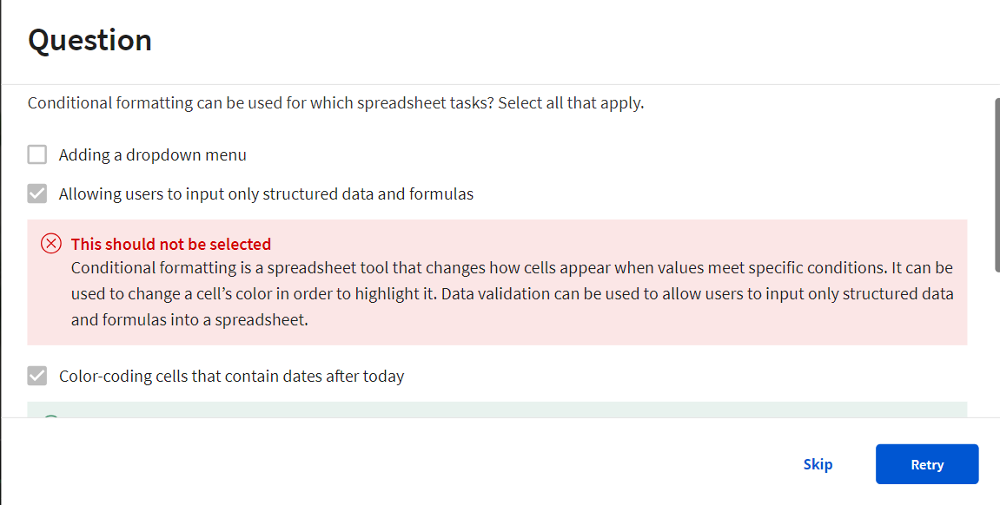 Question
Conditional formatting can be used for which spreadsheet tasks? Select all that apply.
Adding a dropdown menu
Allowing users to input only structured data and formulas
This should not be selected
Conditional formatting is a spreadsheet tool that changes how cells appear when values meet specific conditions. It can be
used to change a cell’s color in order to highlight it. Data validation can be used to allow users to input only structured data
and formulas into a spreadsheet.
Color-coding cells that contain dates after today
Skip
Retry